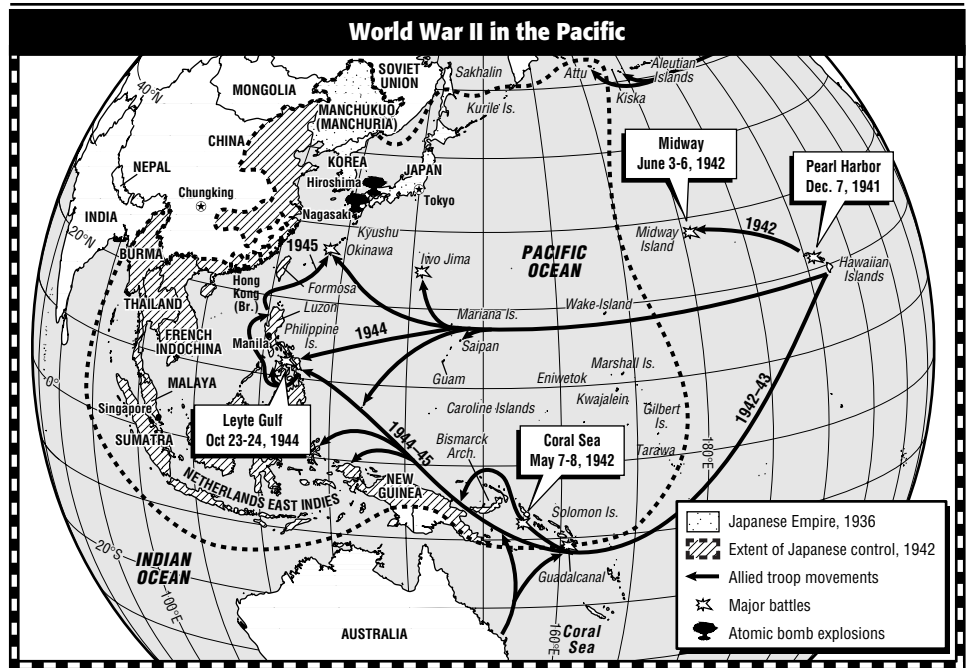 World War II in the Pacific
SOVIET
UNION
Sakhalin
Attu
Aleutian
Islands
Kiska
Kurile Is.
40°N
MONGOLIA
MANCHUKUO
(MANCHURIA)
CHINA
KOREA
JAPAN
Hiroshima
Tokyo
Nagasaki
NEPAL
Chungking
Kyushu
Okinawa
Midway
June 3-6, 1942
Pearl Harbor
Dec. 7, 1941
INDIA
20°N
BURMA
1945
Iwo Jima
PACIFIC
OCEAN
Midway
Island
1942
Hawaiian
Islands
Hong
Kong
(Br.)
Formosa
THAILAND
Luzon
Mariana Is.
Wake Island
FRENCH
INDOCHINA
Philippine
Is.
1944
Manila
Saipan
Guam
0°
MALAYA
Marshall Is.
Eniwetok
Kwajalein
Singapore
Leyte Gulf
Oct 23-24, 1944
Caroline Islands
Gilbert
Is.
1942-43
SUMATRA
1944-45
Bismarck
Arch.
Coral Sea
May 7-8, 1942
Tarawa
180°E
NETHERLANDS EAST INDIES
NEW
GUINEA
Solomon Is.
20°S
INDIAN
OCEAN
100°E
Guadalcanal
AUSTRALIA
160°E
Coral
Sea
Japanese Empire, 1936
Extent of Japanese control, 1942
Allied troop movements
Major battles
Atomic bomb explosions